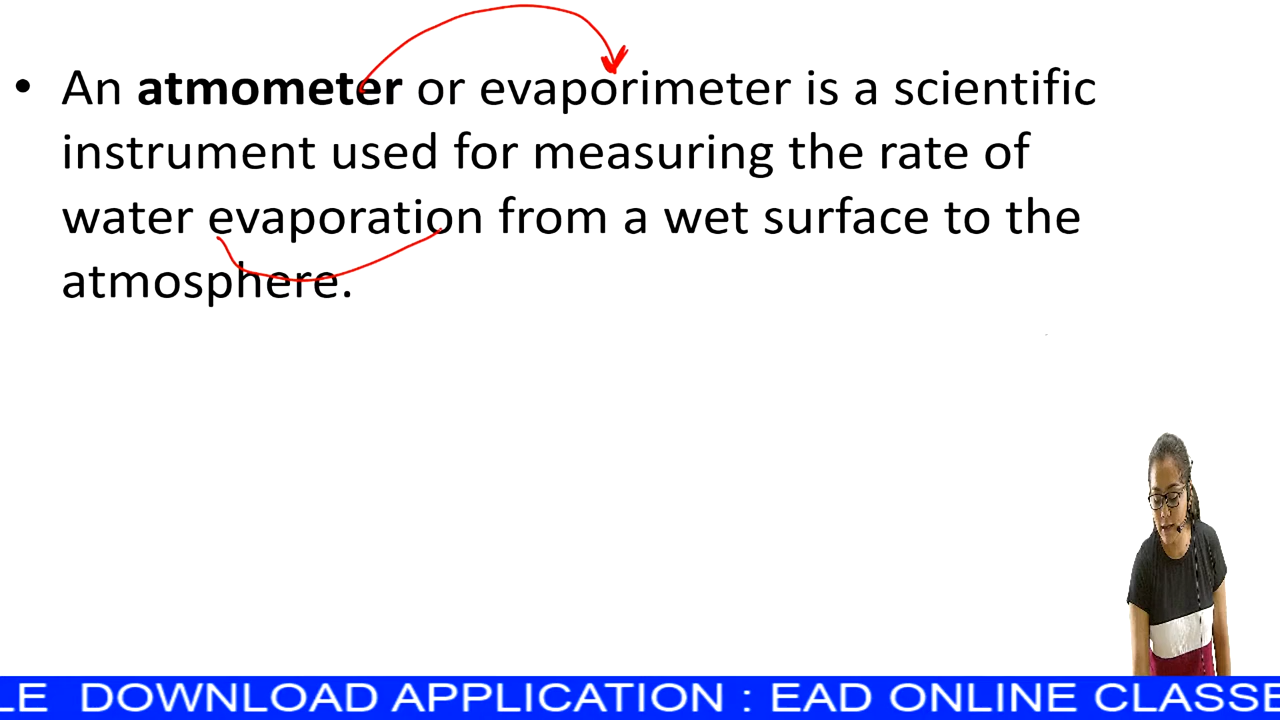 • An atmometer or evaporimeter is a scientific
instrument used for measuring the rate of
water evaporation from a wet surface to the
atmosphere.
LE DOWNLOAD APPLICATION : EAD ONLINE CLASSE